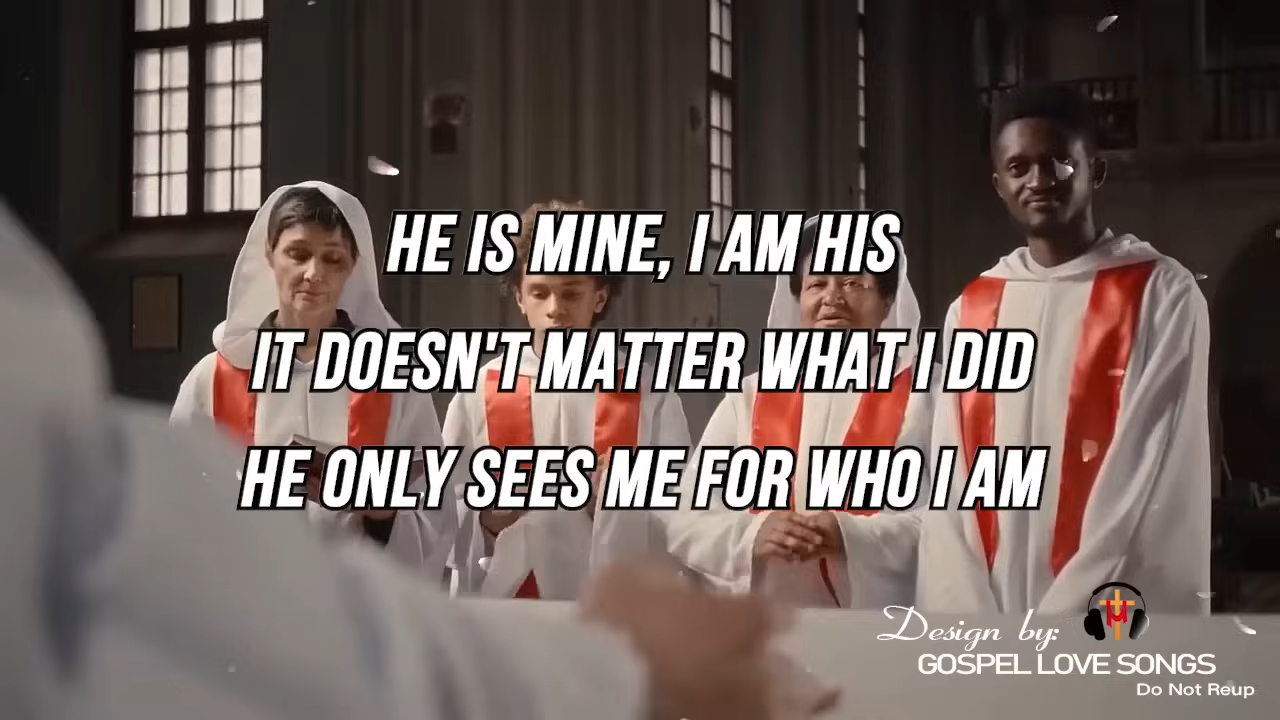 HE IS MINE, I AM HIS
IT DOESN'T MATTER WHAT I DID
HE ONLY SEES ME FOR WHO I AM
Design by:
GOSPEL LOVE SONGS
Do Not Reup